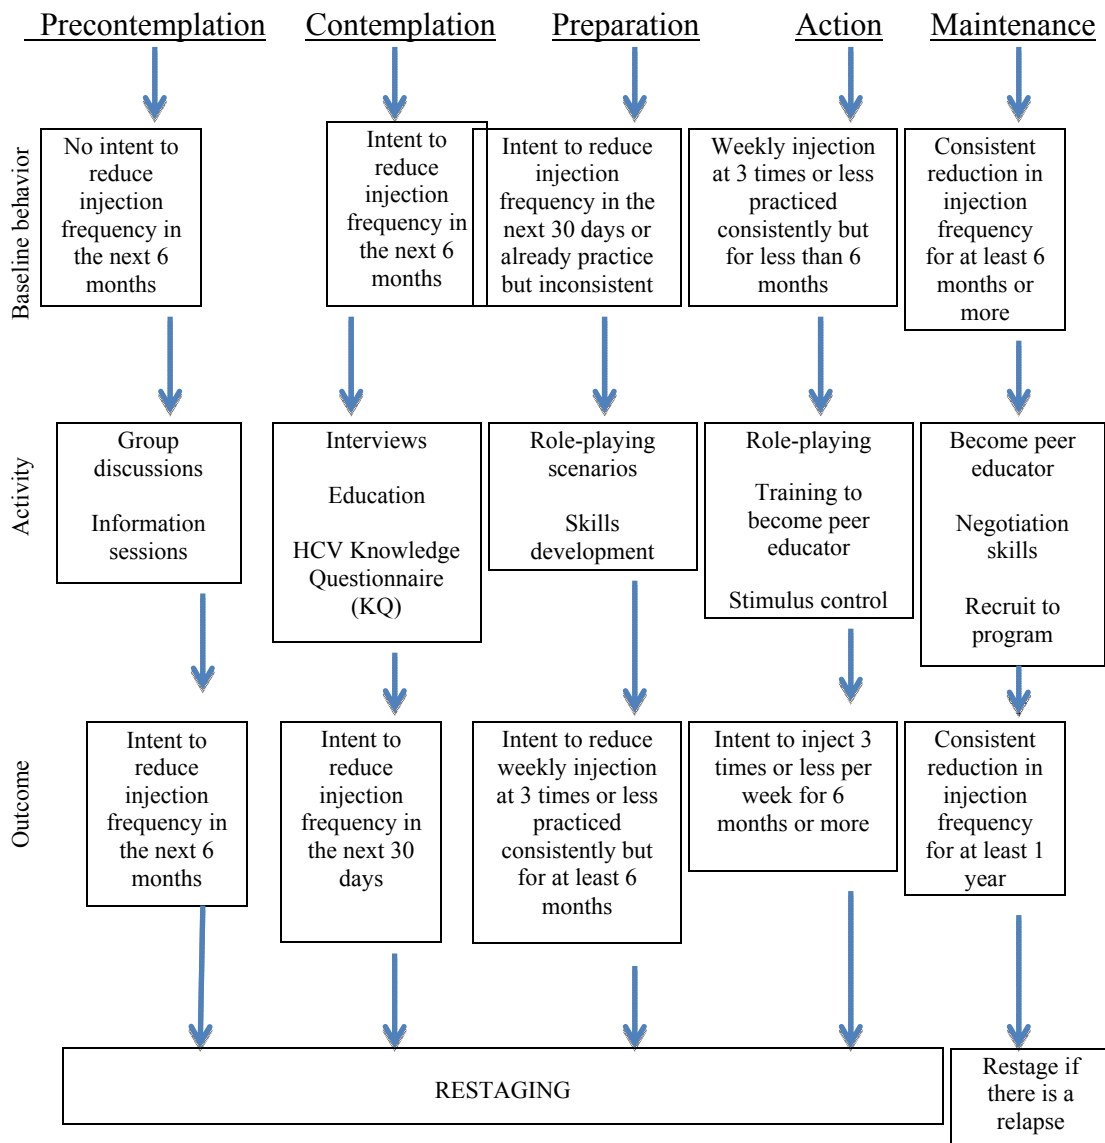 Precontemplation
Contemplation
Preparation
Action
Maintenance
Baseline behavior
No intent to
reduce
injection
frequency in
the next 6
months
Intent to
reduce
injection
frequency in
the next 6
months
Intent to reduce
injection
frequency in the
next 30 days or
already practice
but inconsistent
Weekly injection
at 3 times or less
practiced
consistently but
for less than 6
months
Consistent
reduction in
injection
frequency
for at least 6
months or
more
Activity
Group
discussions
Information
sessions
Interviews
Education
HCV Knowledge
Questionnaire
(KQ)
Role-playing
scenarios
Skills
development
Role-playing
Training to
become peer
educator
Stimulus control
Become peer
educator
Negotiation
skills
Recruit to
program
Outcome
Intent to
reduce
injection
frequency in
the next 6
months
Intent to
reduce
injection
frequency in
the next 30
days
Intent to reduce
weekly injection
at 3 times or less
practiced
consistently but
for at least 6
months
Intent to inject 3
times or less per
week for 6
months or more
Consistent
reduction in
injection
frequency
for at least 1
year
RESTAGING
Restage if
there is a
relapse